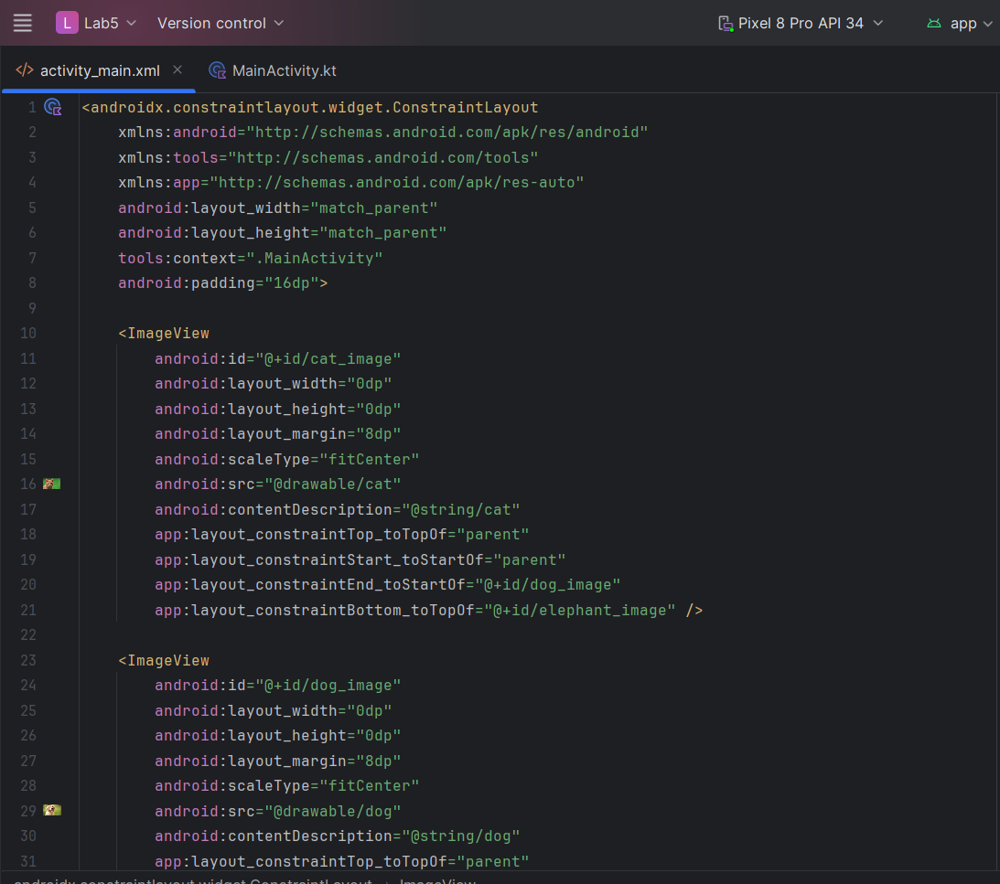 L Lab5 Version control Pixel 8 Pro API 34 app
</> activity_main.xml × MainActivity.kt
1 <androidx.constraintlayout.widget.ConstraintLayout
2 xmlns:android="http://schemas.android.com/apk/res/android"
3 xmlns:tools="http://schemas.android.com/tools"
4 xmlns:app="http://schemas.android.com/apk/res-auto"
5 android:layout_width="match_parent"
6 android:layout_height="match_parent"
7 tools:context=".MainActivity"
8 android:padding="16dp">
9
10 <ImageView
11 android:id="@+id/cat_image"
12 android:layout_width="0dp"
13 android:layout_height="0dp"
14 android:layout_margin="8dp"
15 android:scaleType="fitCenter"
16 android:src="@drawable/cat"
17 android:contentDescription="@string/cat"
18 app:layout_constraintTop_toTopOf="parent"
19 app:layout_constraintStart_toStartOf="parent"
20 app:layout_constraintEnd_toStartOf="@+id/dog_image"
21 app:layout_constraintBottom_toTopOf="@+id/elephant_image" />
22
23 <ImageView
24 android:id="@+id/dog_image"
25 android:layout_width="0dp"
26 android:layout_height="0dp"
27 android:layout_margin="8dp"
28 android:scaleType="fitCenter"
29 android:src="@drawable/dog"
30 android:contentDescription="@string/dog"
31 app:layout_constraintTop_toTopOf="parent"
androidx.constraintlayout.widget.ConstraintLayout ImageView